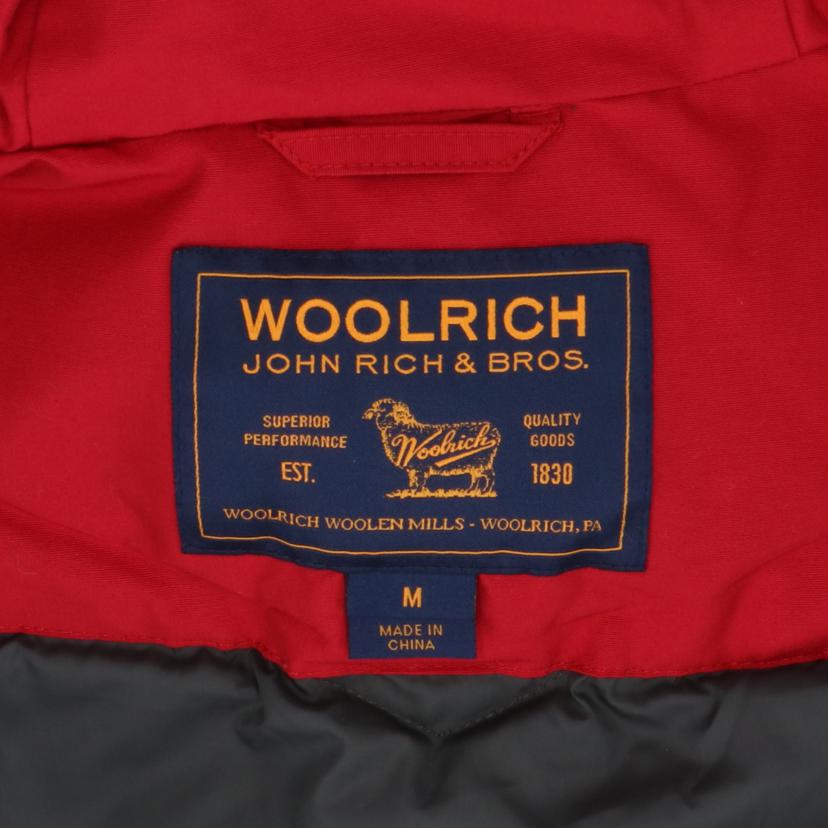 WOOLRICH
JOHN RICH & BROS.
SUPERIOR
PERFORMANCE
EST.
Woolrich
QUALITY
GOODS
1830
WOOLRICH WOOLEN MILLS - WOOLRICH, PA
M
MADE IN
CHINA